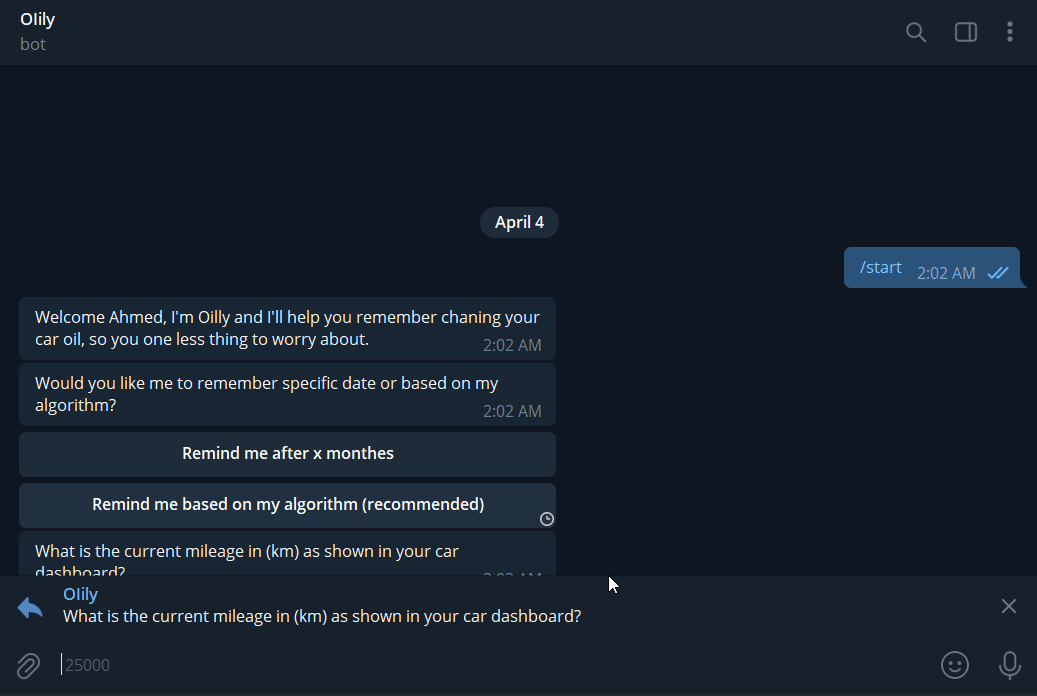 Olily
bot
April 4
/start 2:02 AM
Welcome Ahmed, I'm Oilly and I'll help you remember chaning your
car oil, so you one less thing to worry about.
2:02 AM
Would you like me to remember specific date or based on my
algorithm?
2:02 AM
Remind me after x monthes
Remind me based on my algorithm (recommended)
What is the current mileage in (km) as shown in your car
dashboard?
Olily
What is the current mileage in (km) as shown in your car dashboard?
25000